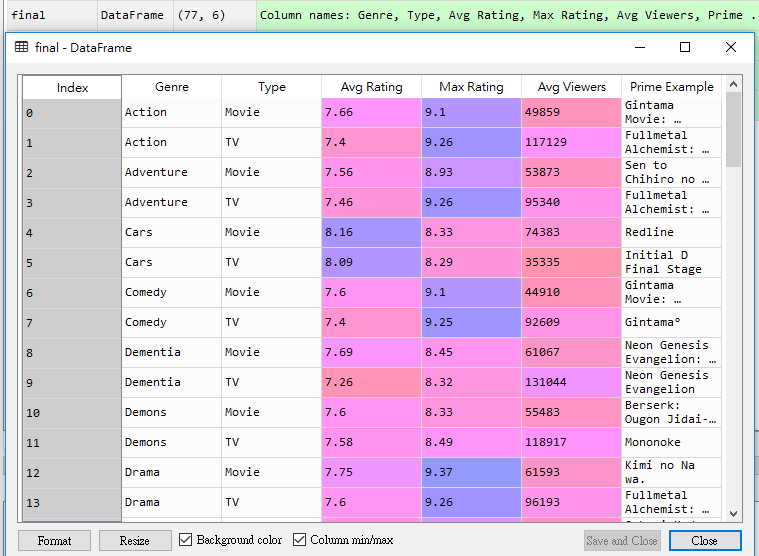 final DataFrame (77, 6) Column names: Genre, Type, Avg Rating, Max Rating, Avg Viewers, Prime ..
final - DataFrame
Index Genre Type Avg Rating Max Rating Avg Viewers Prime Example
0 Action Movie 7.66 9.1 49859 Gintama
Movie: …
1 Action TV 7.4 9.26 117129 Fullmetal
Alchemist: …
2 Adventure Movie 7.56 8.93 53873 Sen to
Chihiro no …
3 Adventure TV 7.46 9.26 95340 Fullmetal
Alchemist: …
4 Cars Movie 8.16 8.33 74383 Redline
5 Cars TV 8.09 8.29 35335 Initial D
Final Stage
6 Comedy Movie 7.6 9.1 44910 Gintama
Movie: …
7 Comedy TV 7.4 9.25 92609 Gintama°
8 Dementia Movie 7.69 8.45 61067 Neon Genesis
Evangelion: …
9 Dementia TV 7.26 8.32 131044 Neon Genesis
Evangelion
10 Demons Movie 7.6 8.33 55483 Berserk:
Ougon Jidai-…
11 Demons TV 7.58 8.49 118917 Mononoke
12 Drama Movie 7.75 9.37 61593 Kimi no Na
wa.
13 Drama TV 7.6 9.26 96193 Fullmetal
Alchemist: …
Format Resize Background color Column min/max Save and Close Close